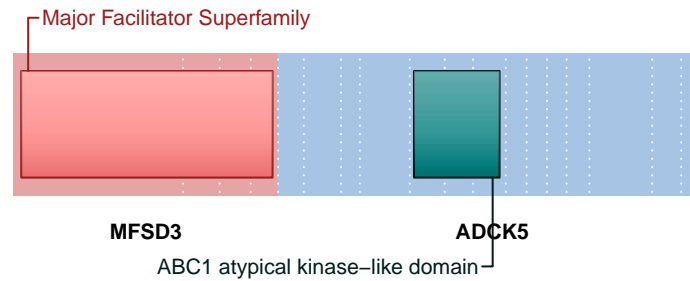 Major Facilitator Superfamily
MFSD3 ADCK5
ABC1 atypical kinase−like domain